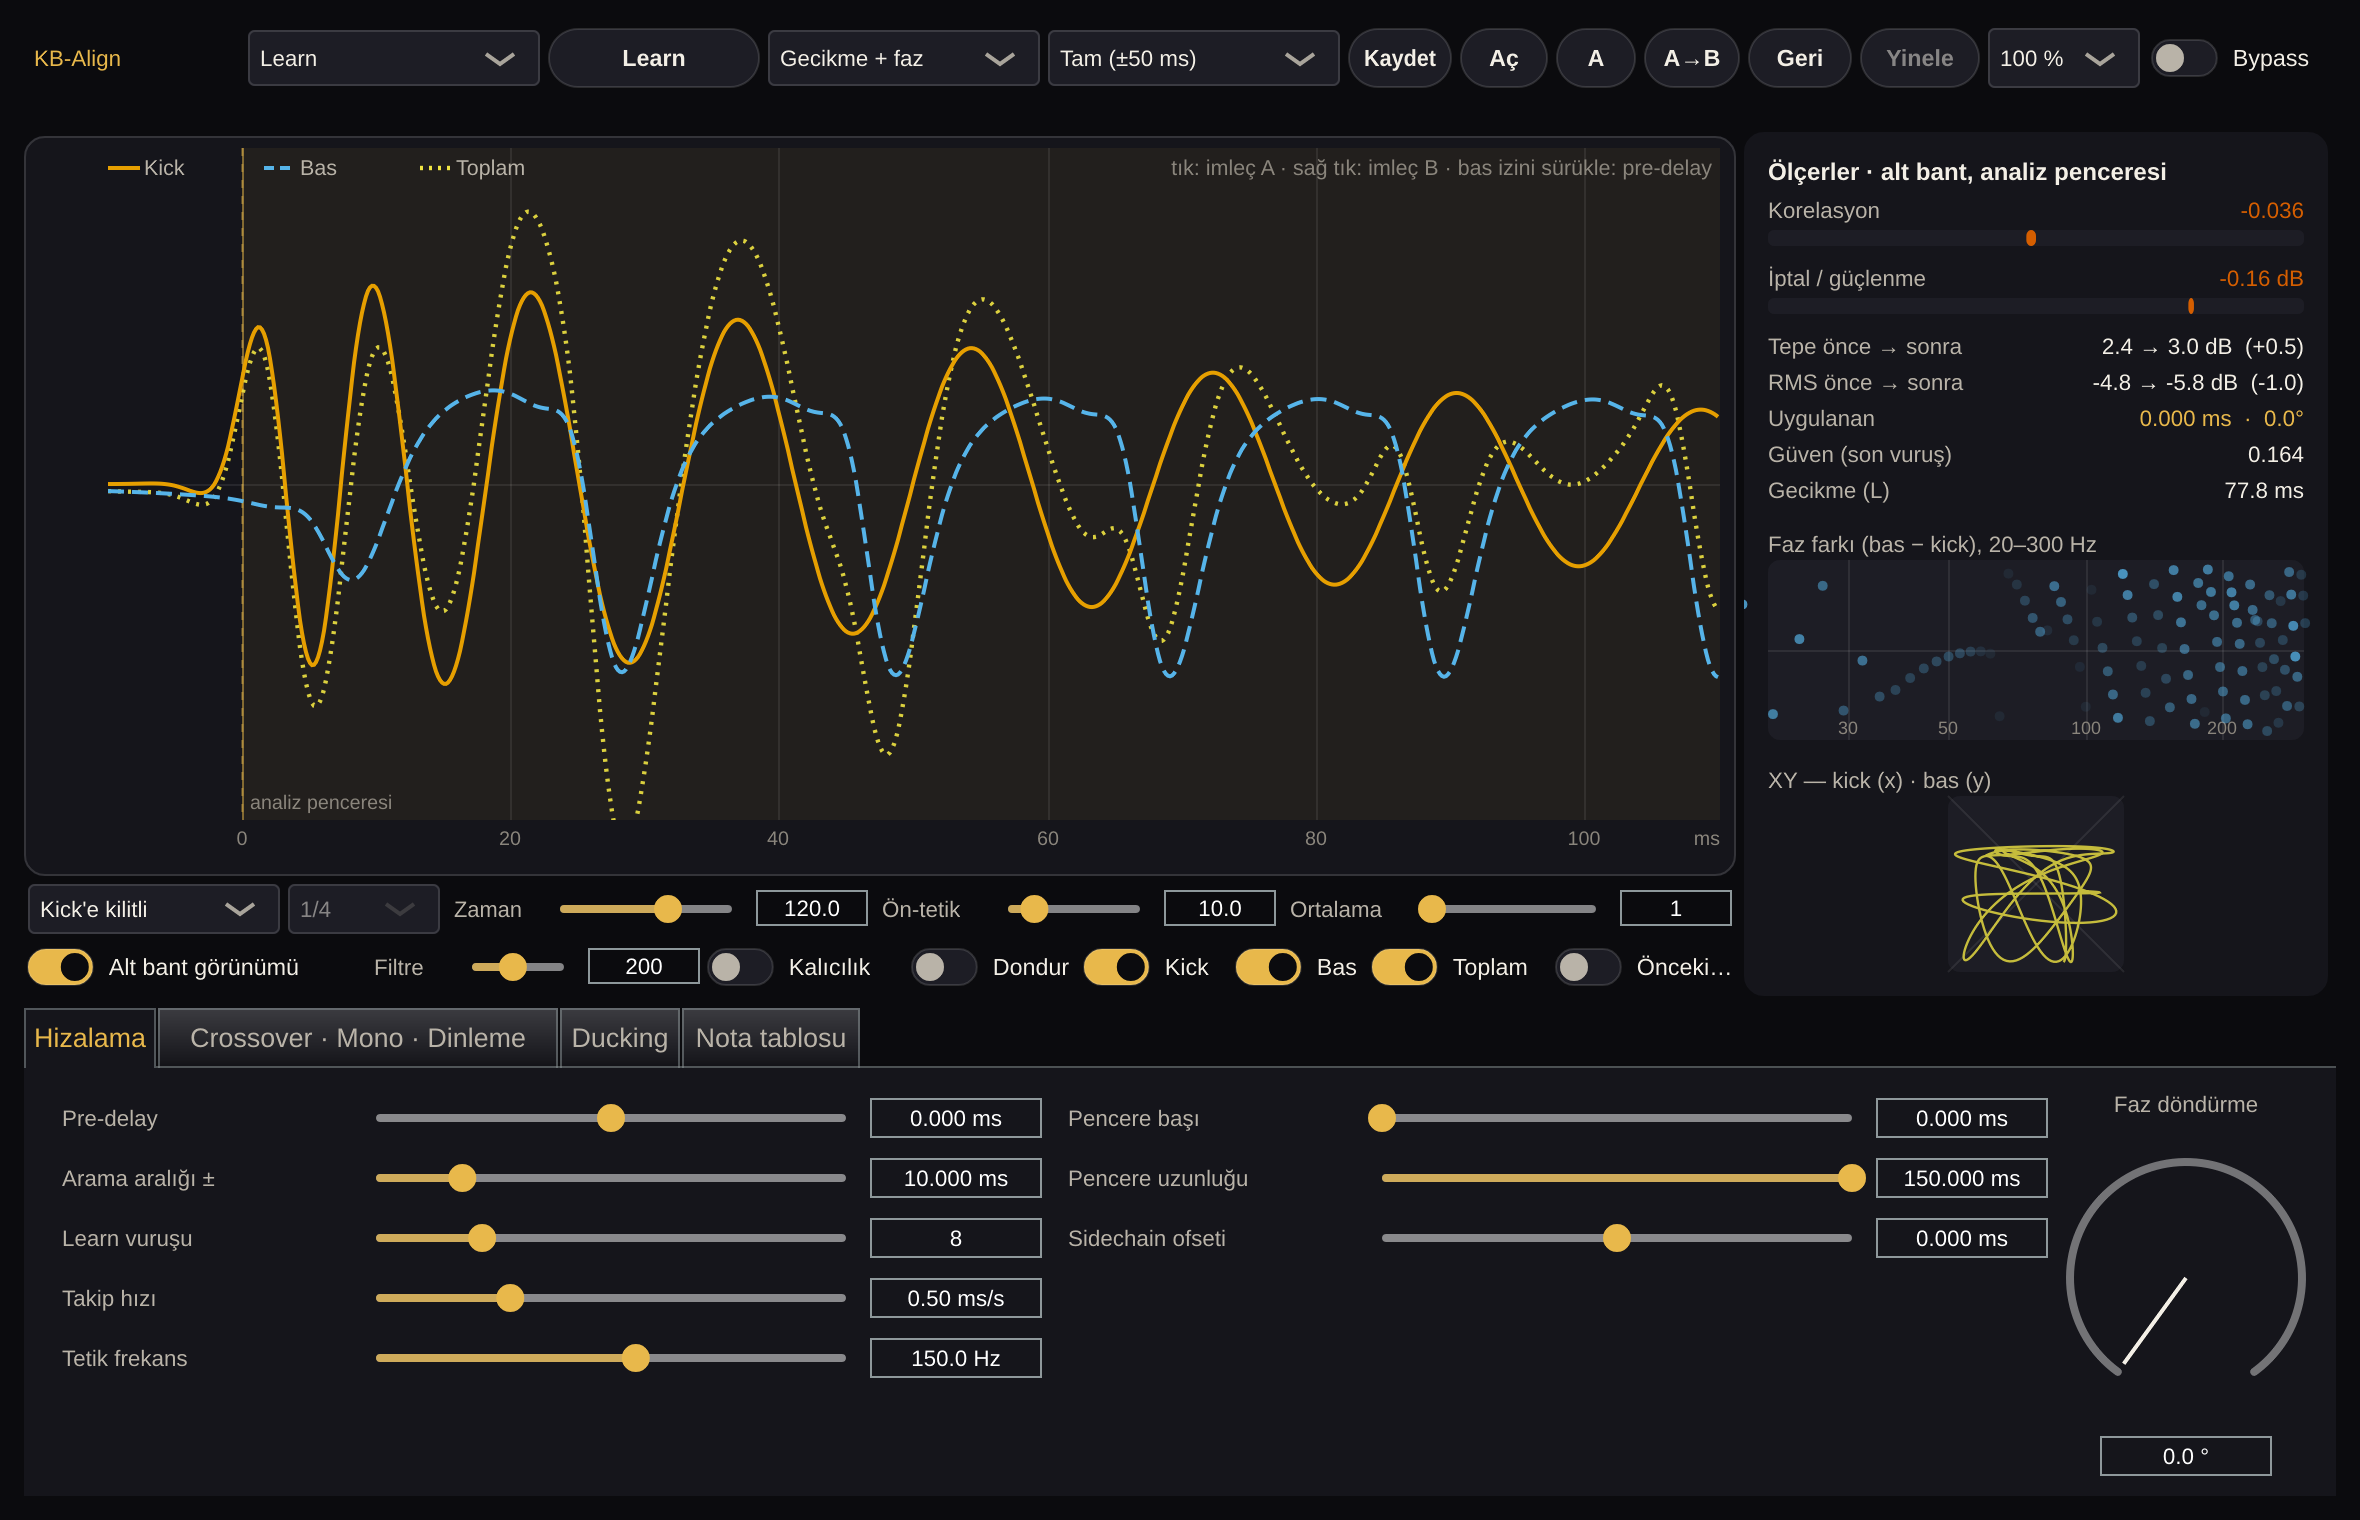 KB-Align
Learn
Learn
Gecikme + faz
Tam (±50 ms)
Kaydet
Aç
A
A→B
Geri
Yinele
100 %
Bypass
Kick
Bas
Toplam
tık: imleç A · sağ tık: imleç B · bas izini sürükle: pre-delay
analiz penceresi
0
20
40
60
80
100
ms
Ölçerler · alt bant, analiz penceresi
Korelasyon -0.036
İptal / güçlenme -0.16 dB
Tepe önce → sonra 2.4 → 3.0 dB (+0.5)
RMS önce → sonra -4.8 → -5.8 dB (-1.0)
Uygulanan 0.000 ms · 0.0°
Güven (son vuruş) 0.164
Gecikme (L) 77.8 ms
Faz farkı (bas − kick), 20–300 Hz
30
50
100
200
XY — kick (x) · bas (y)
Kick'e kilitli
1/4
Zaman
120.0
Ön-tetik
10.0
Ortalama
1
Alt bant görünümü
Filtre
200
Kalıcılık
Dondur
Kick
Bas
Toplam
Önceki...
Hizalama
Crossover · Mono · Dinleme
Ducking
Nota tablosu
Pre-delay
0.000 ms
Arama aralığı ±
10.000 ms
Learn vuruşu
8
Takip hızı
0.50 ms/s
Tetik frekans
150.0 Hz
Pencere başı
0.000 ms
Pencere uzunluğu
150.000 ms
Sidechain ofseti
0.000 ms
Faz döndürme
0.0 °